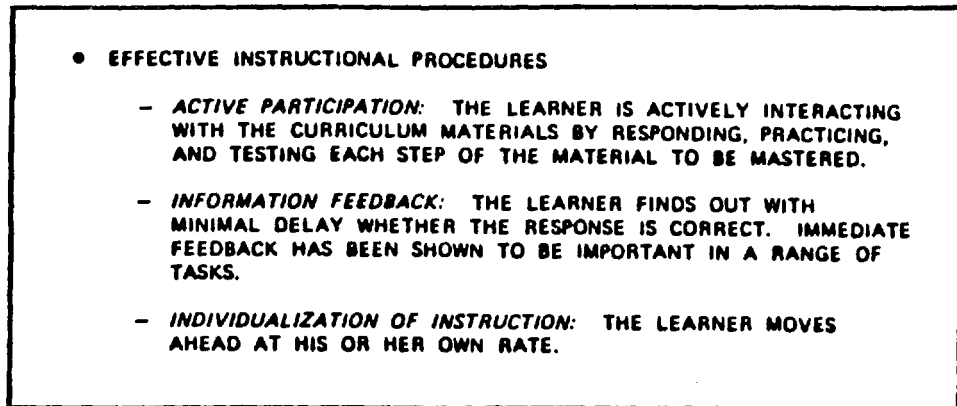 ● EFFECTIVE INSTRUCTIONAL PROCEDURES
– ACTIVE PARTICIPATION: THE LEARNER IS ACTIVELY INTERACTING
WITH THE CURRICULUM MATERIALS BY RESPONDING, PRACTICING,
AND TESTING EACH STEP OF THE MATERIAL TO BE MASTERED.
– INFORMATION FEEDBACK: THE LEARNER FINDS OUT WITH
MINIMAL DELAY WHETHER THE RESPONSE IS CORRECT. IMMEDIATE
FEEDBACK HAS BEEN SHOWN TO BE IMPORTANT IN A RANGE OF
TASKS.
– INDIVIDUALIZATION OF INSTRUCTION: THE LEARNER MOVES
AHEAD AT HIS OR HER OWN RATE.